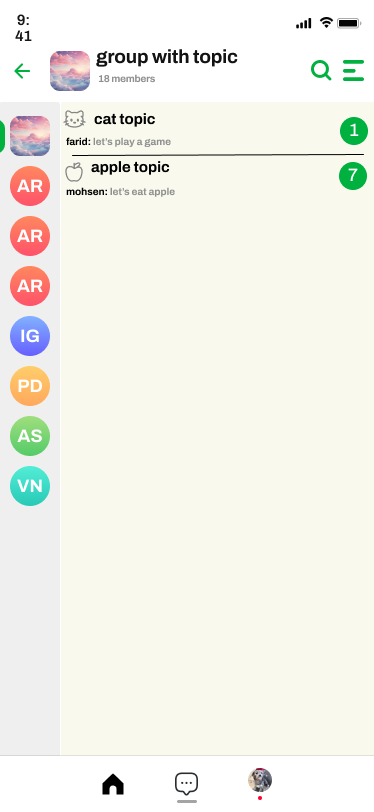 9:
41
group with topic
18 members
cat topic
farid: let's play a game
1
apple topic
mohsen: let's eat apple
7
AR
AR
AR
IG
PD
AS
VN